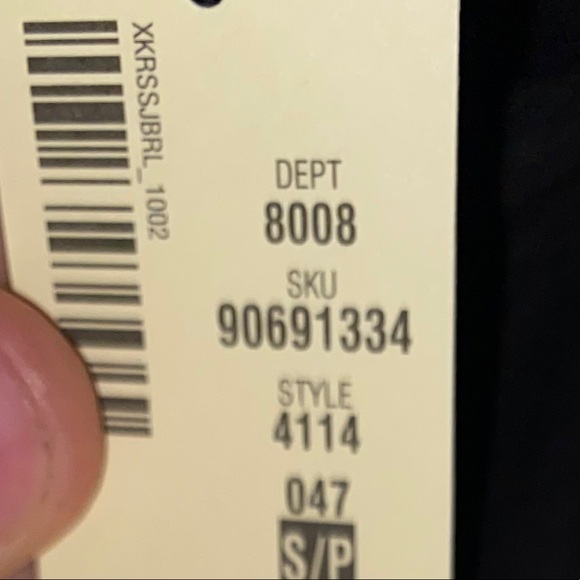 XKRSSJBRL_1002
DEPT
8008
SKU
90691334
STYLE
4114
047
S/P